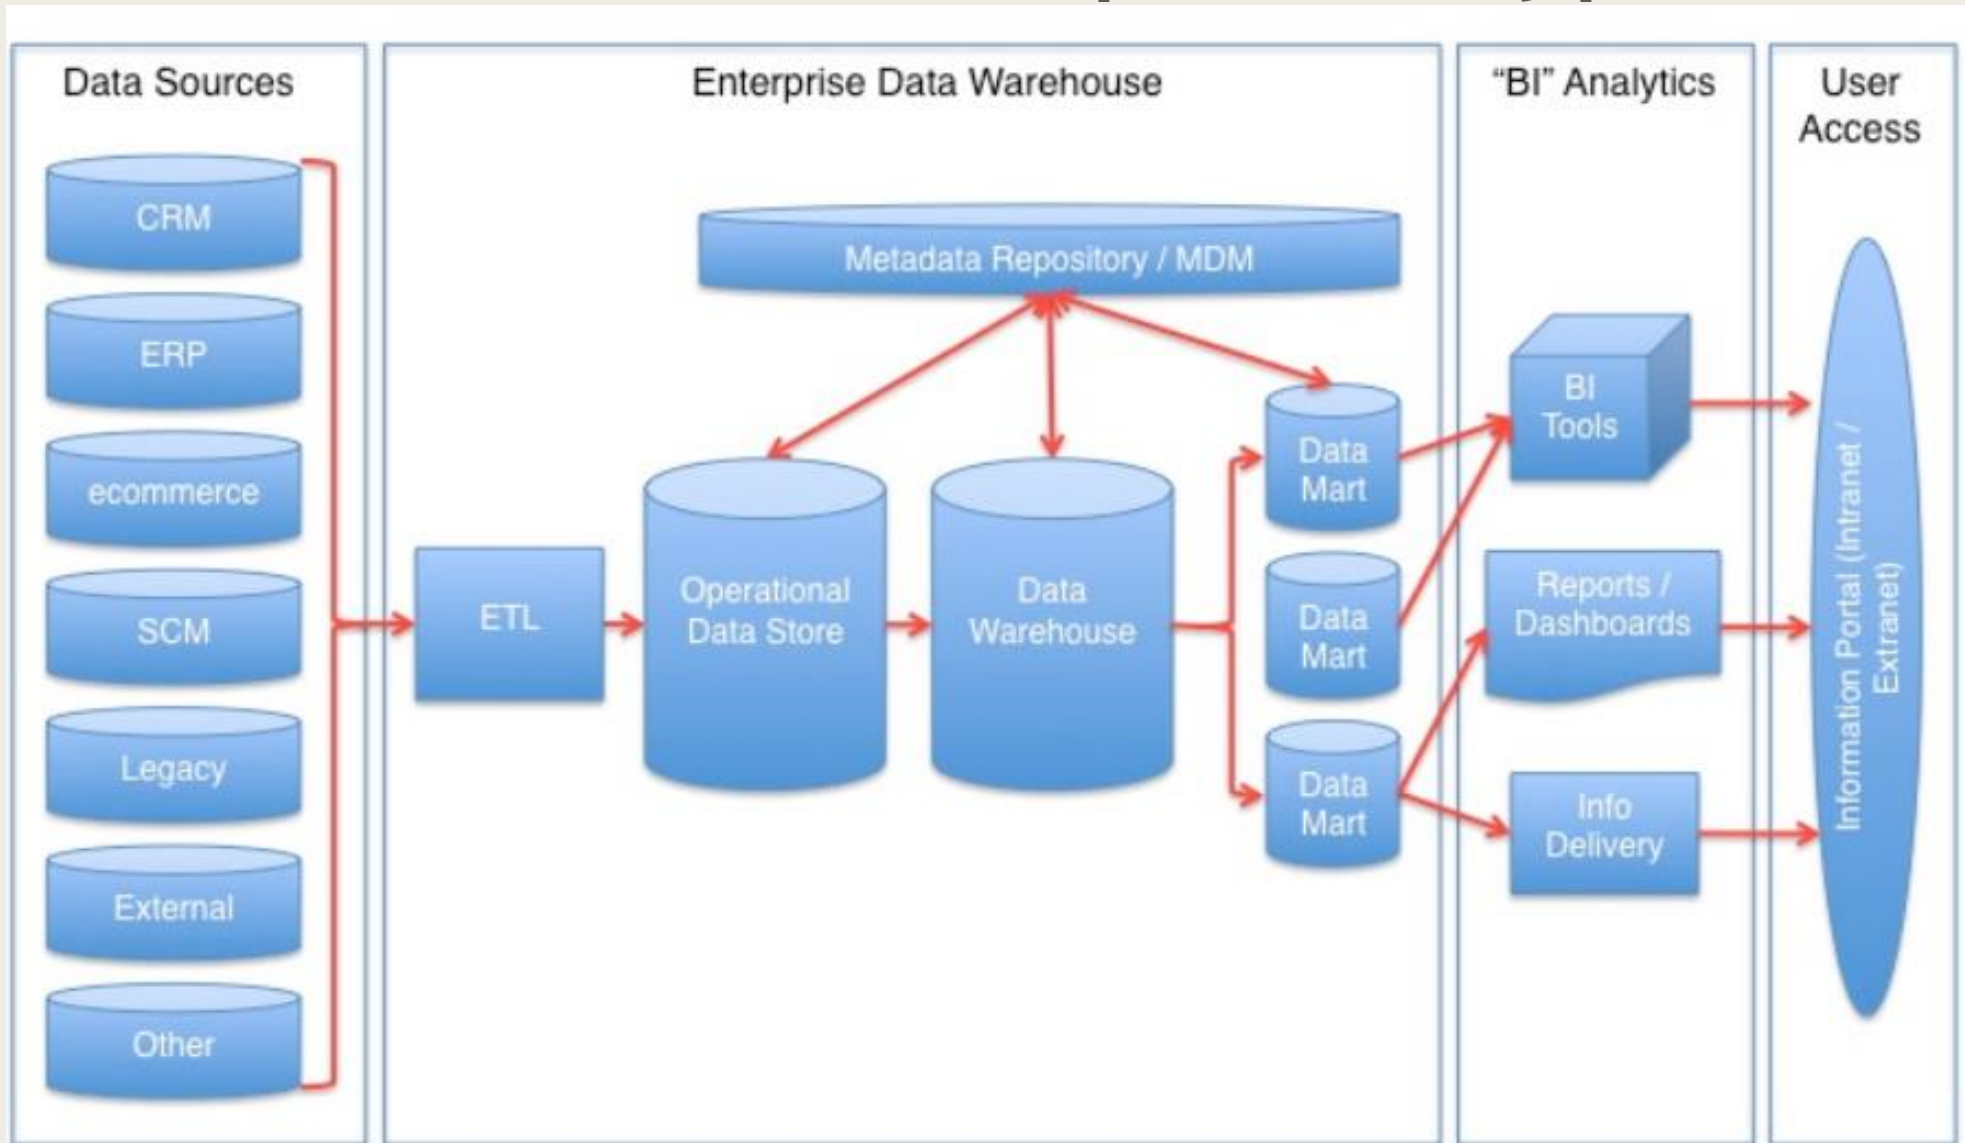 Data Sources
CRM
ERP
ecommerce
SCM
Legacy
External
Other
Enterprise Data Warehouse
Metadata Repository / MDM
ETL
Operational
Data Store
Data
Warehouse
Data
Mart
Data
Mart
Data
Mart
“BI” Analytics
BI
Tools
Reports /
Dashboards
Info
Delivery
User
Access
Information Portal (Intranet /
Extranet)